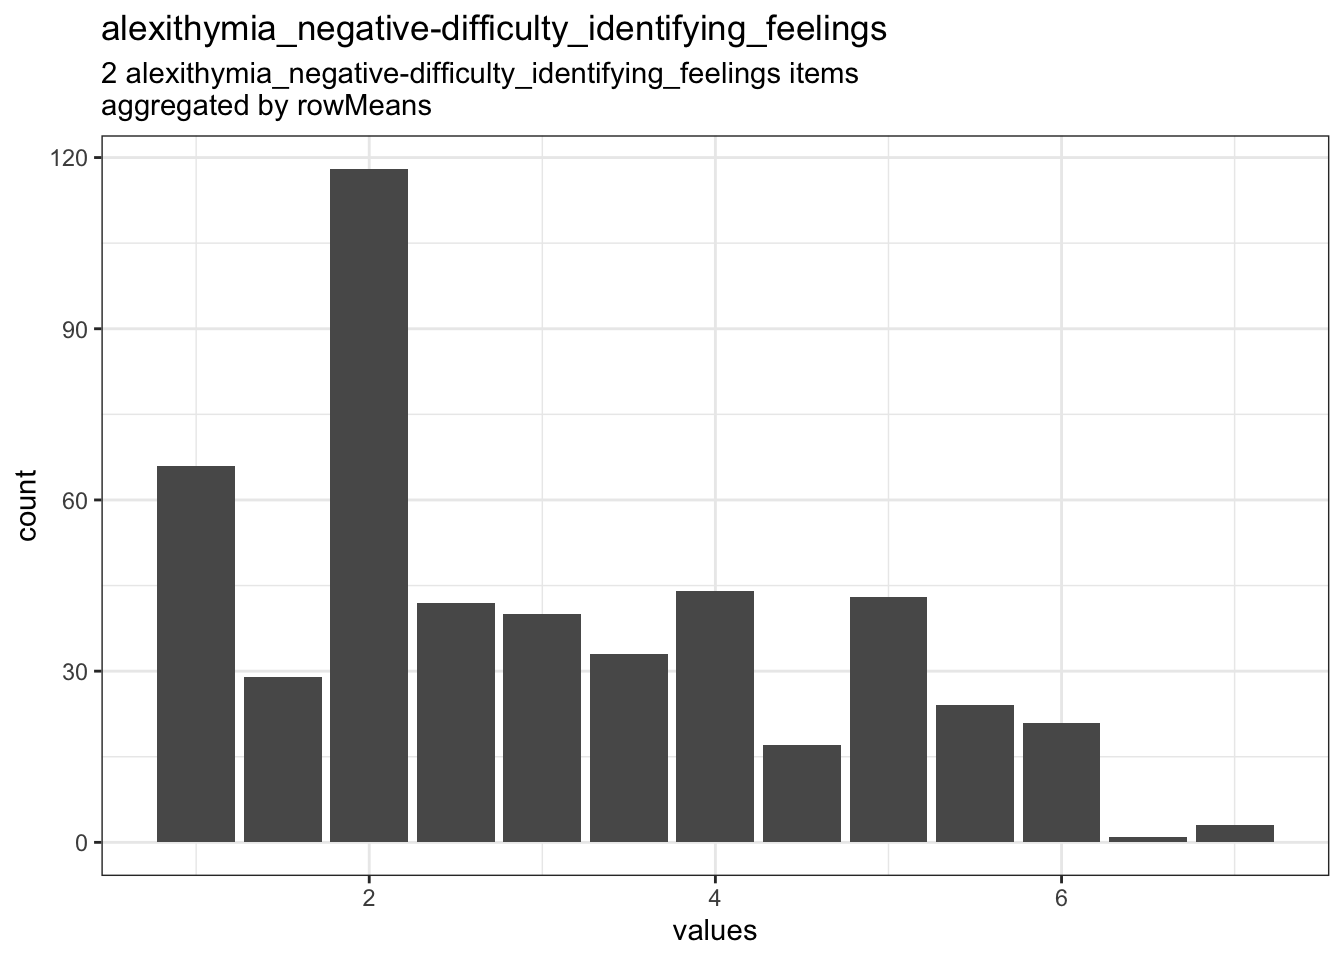 alexithymia_negative-difficulty_identifying_feelings
2 alexithymia_negative-difficulty_identifying_feelings items
aggregated by rowMeans
120
90
60
30
0
count
2
4
6
values